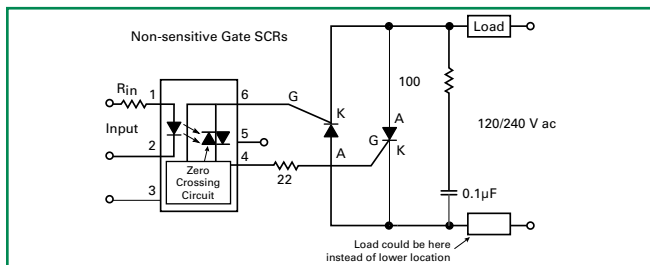 Non-sensitive Gate SCRs
Load
Rin
1
6
G
K
100
A
Input
5
G
K
120/240 V ac
2
4
A
22
Zero
Crossing
Circuit
3
0.1µF
Load could be here
instead of lower location